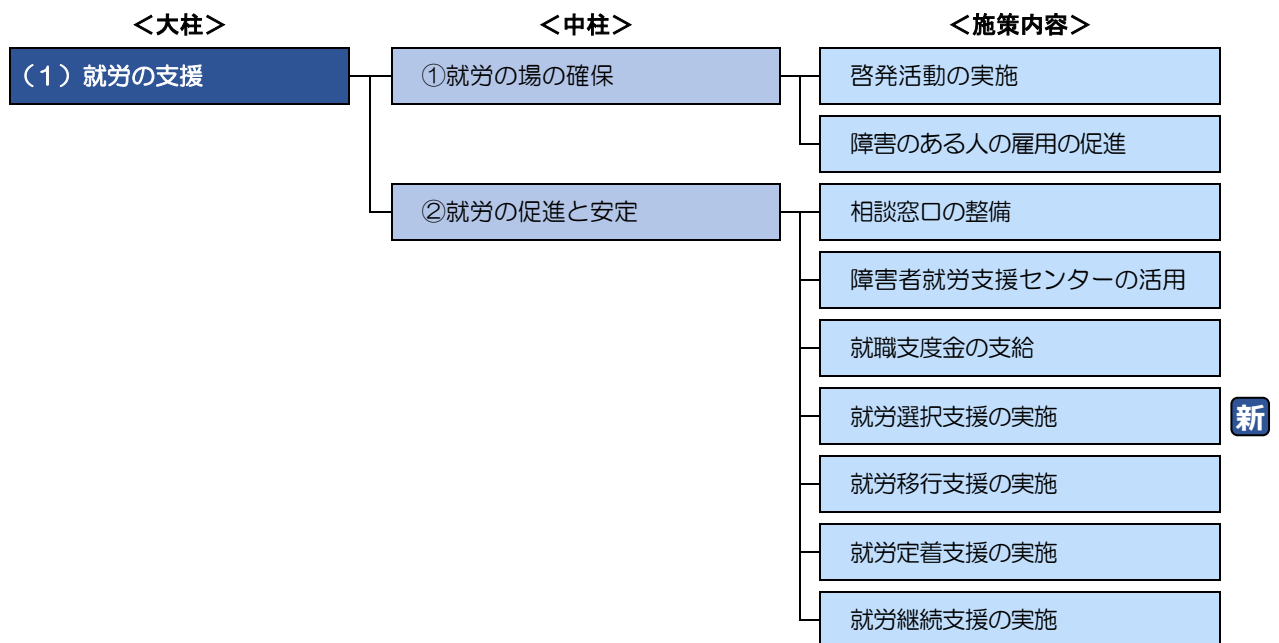 ＜大柱＞
＜中柱＞
＜施策内容＞
（１）就労の支援
①就労の場の確保
啓発活動の実施
障害のある人の雇用の促進
②就労の促進と安定
相談窓口の整備
障害者就労支援センターの活用
就職支度金の支給
就労選択支援の実施
新
就労移行支援の実施
就労定着支援の実施
就労継続支援の実施